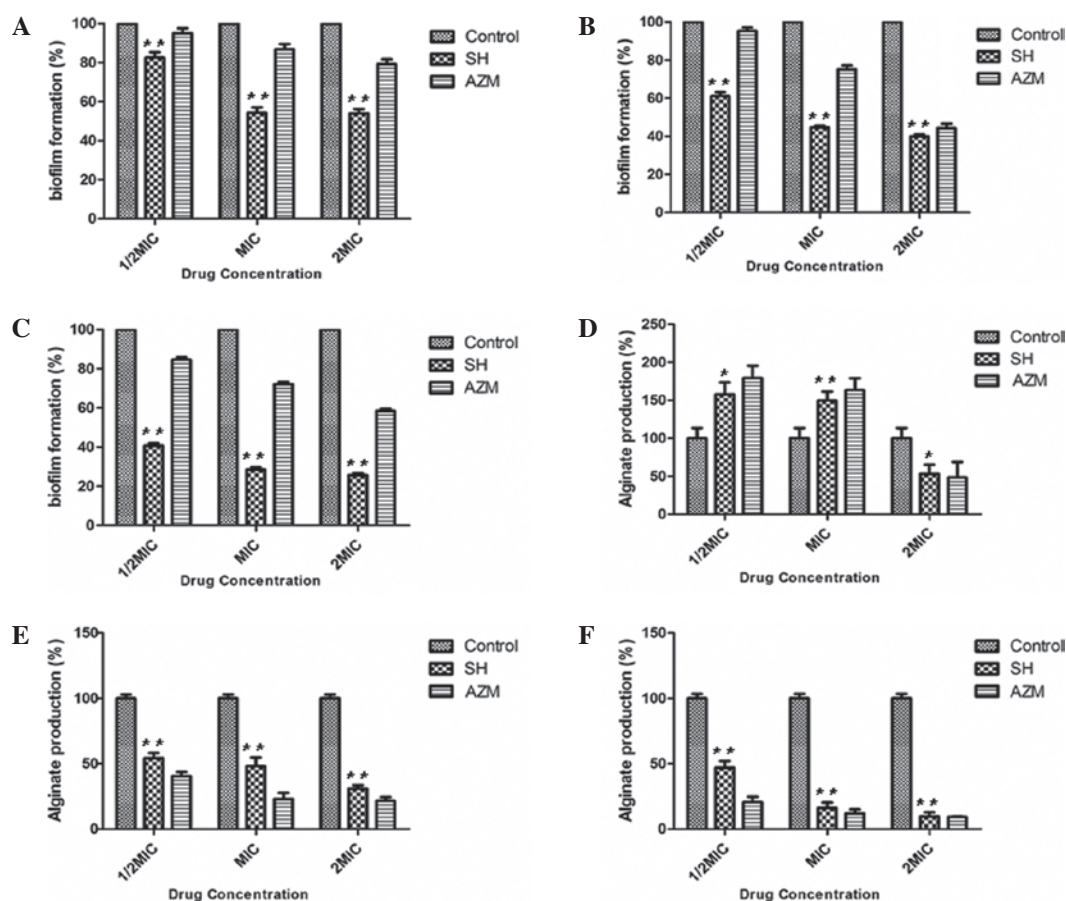 A
biofilm formation (%)
100
80
60
40
20
0
** ** **
1/2MIC MIC 2MIC
Drug Concentration
Control
SH
AZM
B
biofilm formation (%)
100
80
60
40
20
0
** ** **
1/2MIC MIC 2MIC
Drug Concentration
Control
SH
AZM
C
biofilm formation (%)
100
80
60
40
20
0
** ** **
1/2MIC MIC 2MIC
Drug Concentration
Control
SH
AZM
D
Alginate production (%)
250
200
150
100
50
0
* ** *
1/2MIC MIC 2MIC
Drug Concentration
Control
SH
AZM
E
Alginate production (%)
150
100
50
0
** ** **
1/2MIC MIC 2MIC
Drug Concentration
Control
SH
AZM
F
Alginate production (%)
150
100
50
0
** ** **
1/2MIC MIC 2MIC
Drug Concentration
Control
SH
AZM